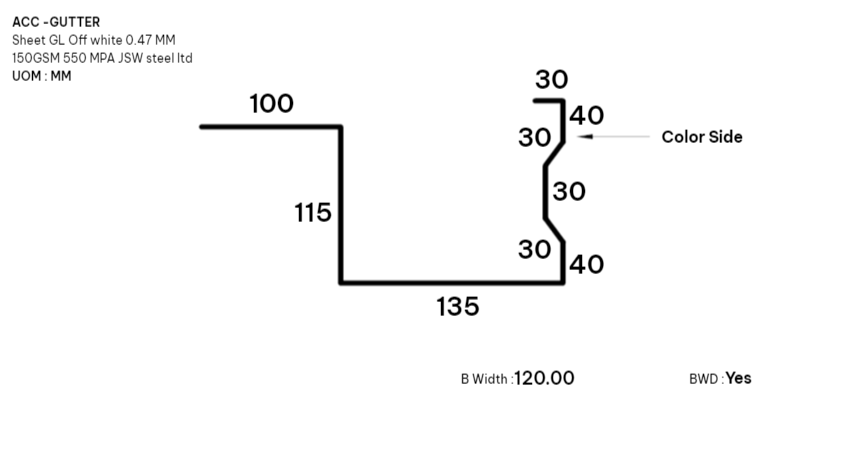 ACC -GUTTER
Sheet GL Off white 0.47 MM
150GSM 550 MPA JSW steel ltd
UOM : MM
30
100
40
30
Color Side
30
115
30
40
135
B Width :120.00
BWD : Yes